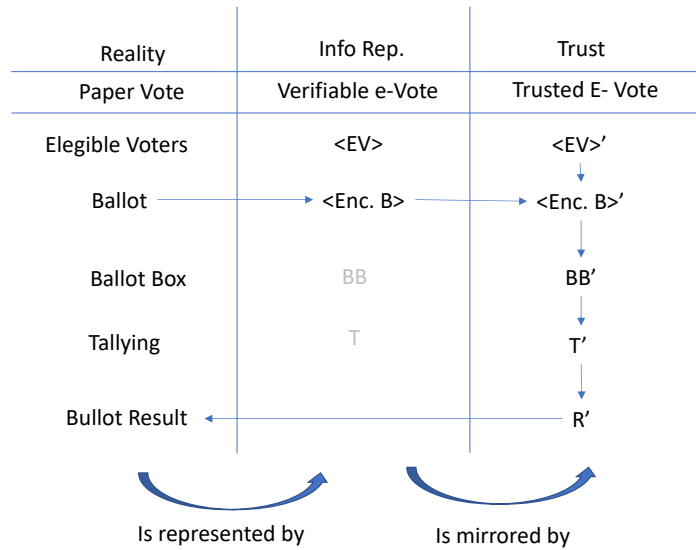 Reality Info Rep. Trust
Paper Vote Verifiable e-Vote Trusted E- Vote
Elegible Voters <EV> <EV>’
Ballot <Enc. B> <Enc. B>’
Ballot Box BB BB’
Tallying T T’
Bullot Result R’
Is represented by Is mirrored by